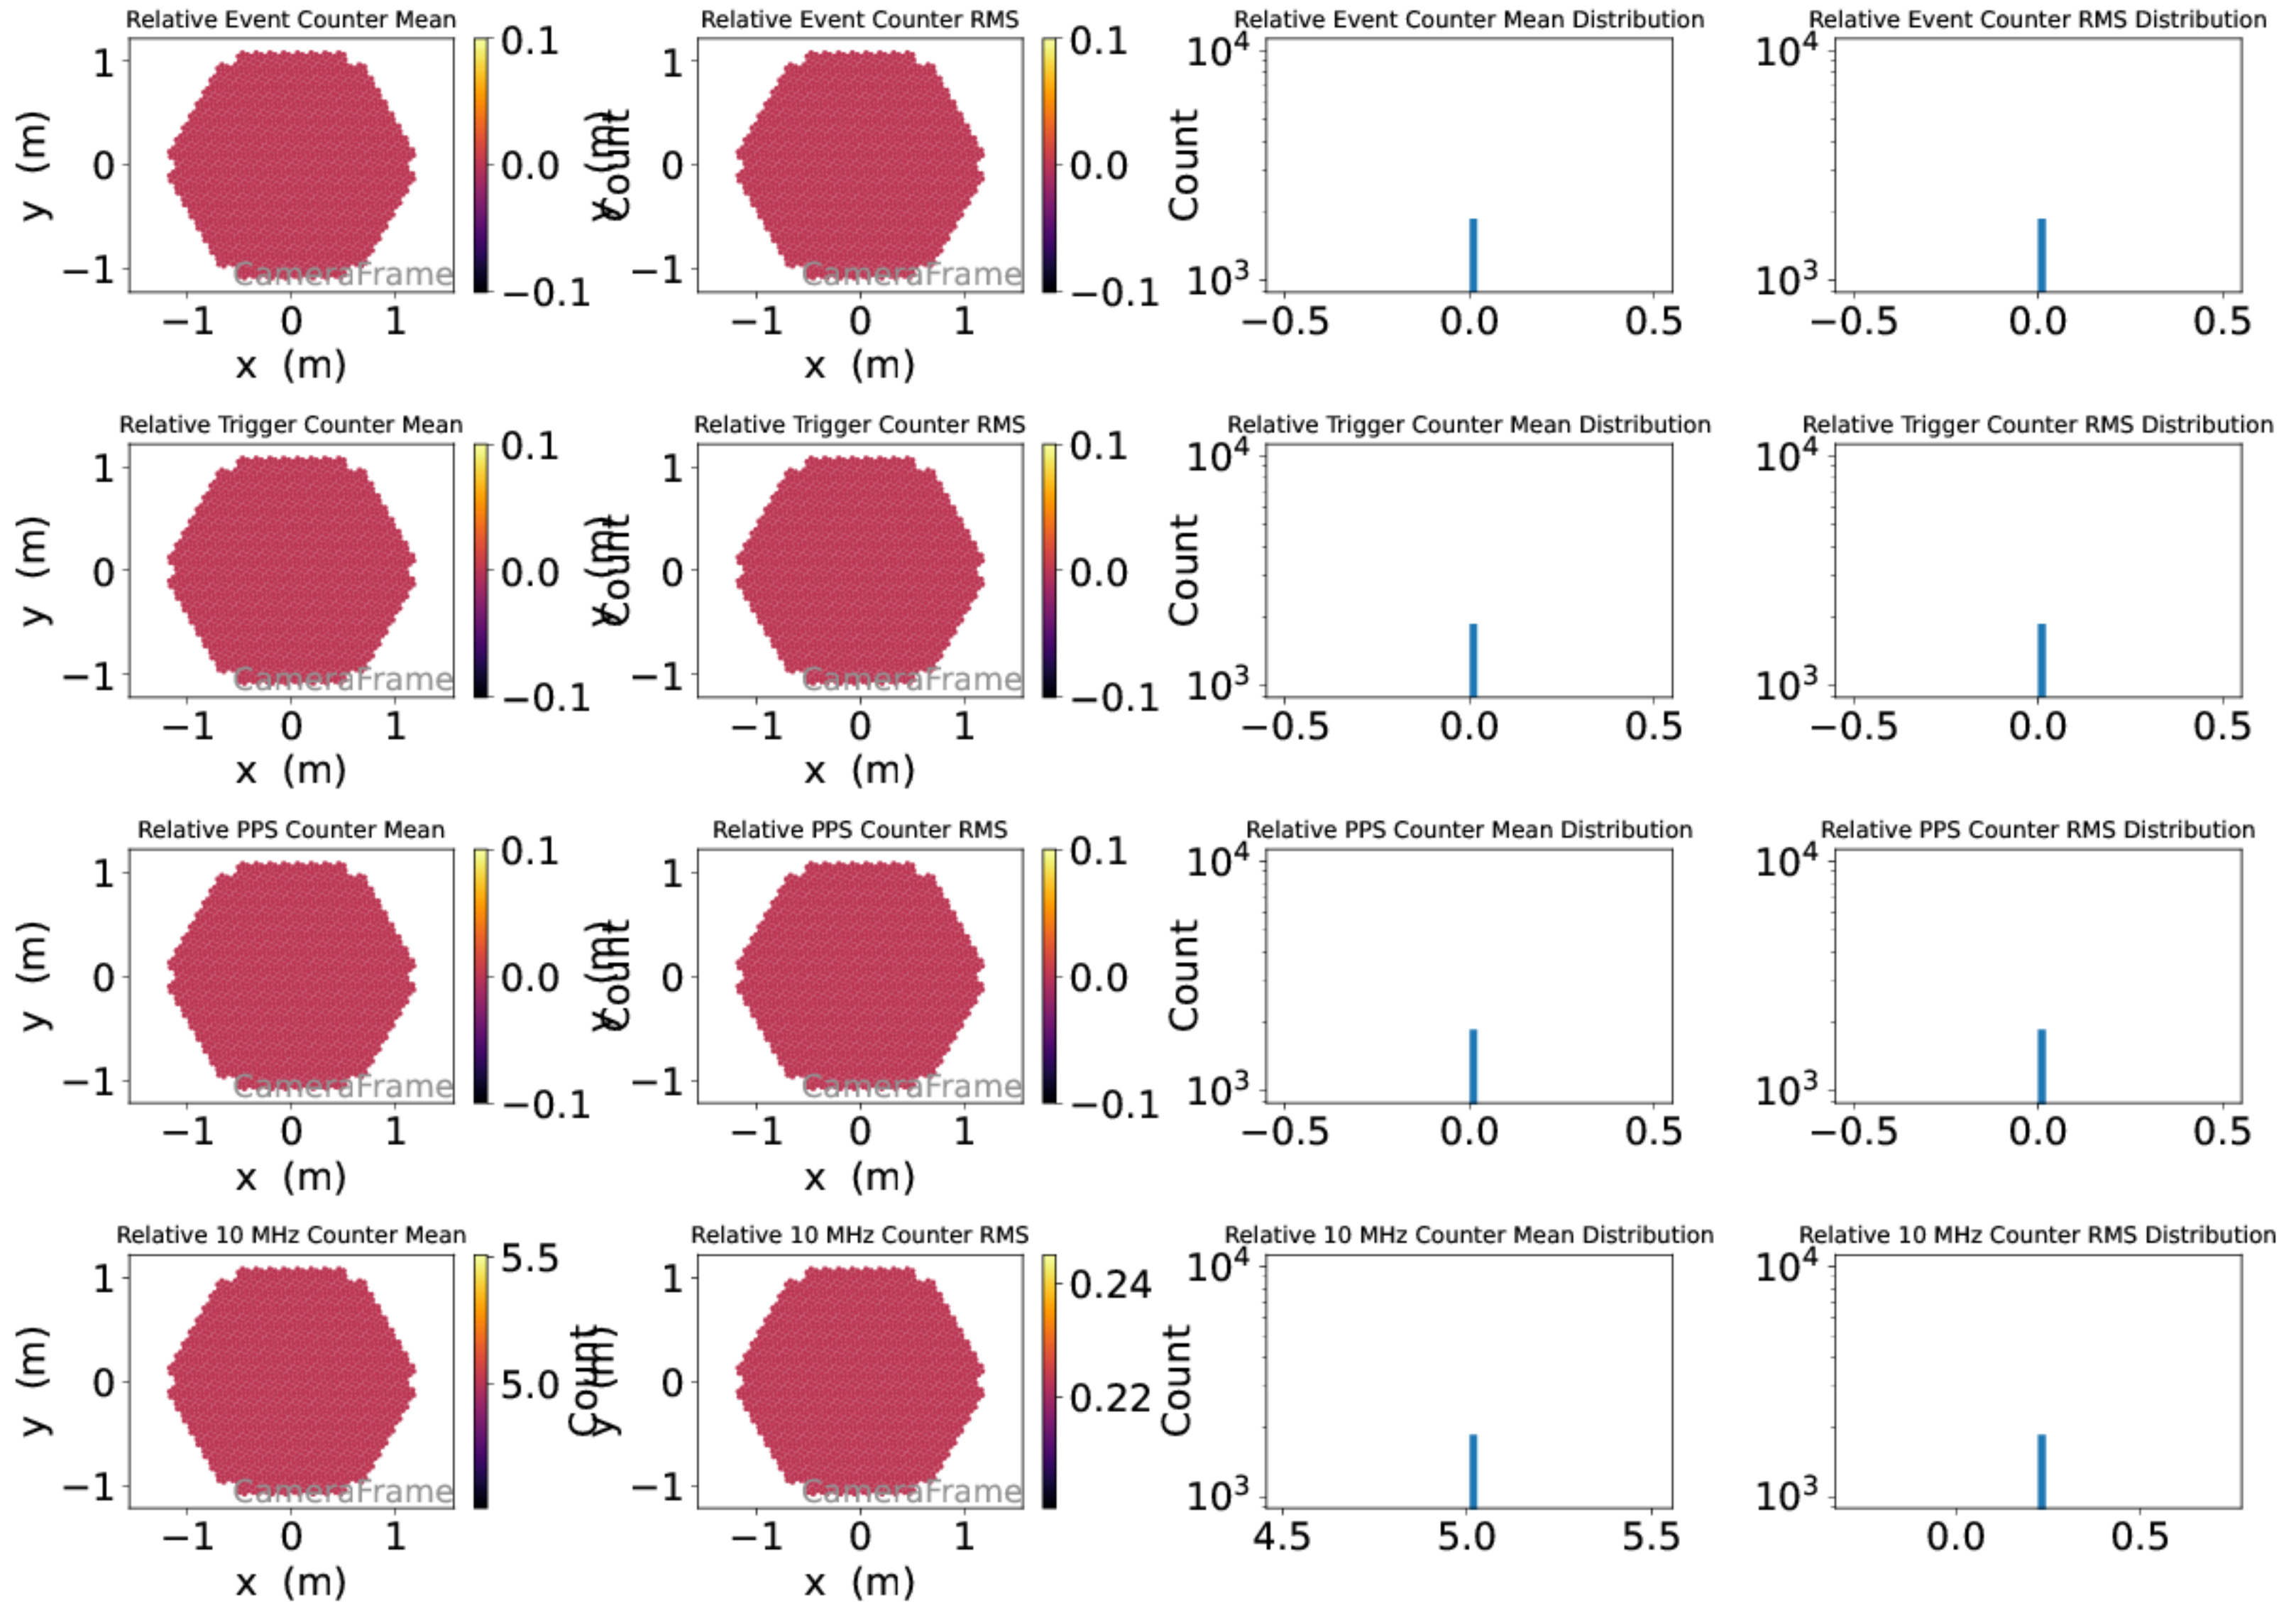 Relative Event Counter Mean
Relative Event Counter RMS
Relative Event Counter Mean Distribution
Relative Event Counter RMS Distribution
y (m)
1
0
−1
CameraFrame
−1 0 1
x (m)
0.1
0.0
−0.1
Count
y (m)
1
0
−1
CameraFrame
−1 0 1
x (m)
0.1
0.0
−0.1
Count
10⁴
10³
−0.5 0.0 0.5
10⁴
10³
−0.5 0.0 0.5
Relative Trigger Counter Mean
Relative Trigger Counter RMS
Relative Trigger Counter Mean Distribution
Relative Trigger Counter RMS Distribution
y (m)
1
0
−1
CameraFrame
−1 0 1
x (m)
0.1
0.0
−0.1
Count
y (m)
1
0
−1
CameraFrame
−1 0 1
x (m)
0.1
0.0
−0.1
Count
10⁴
10³
−0.5 0.0 0.5
10⁴
10³
−0.5 0.0 0.5
Relative PPS Counter Mean
Relative PPS Counter RMS
Relative PPS Counter Mean Distribution
Relative PPS Counter RMS Distribution
y (m)
1
0
−1
CameraFrame
−1 0 1
x (m)
0.1
0.0
−0.1
Count
y (m)
1
0
−1
CameraFrame
−1 0 1
x (m)
0.1
0.0
−0.1
Count
10⁴
10³
−0.5 0.0 0.5
10⁴
10³
−0.5 0.0 0.5
Relative 10 MHz Counter Mean
Relative 10 MHz Counter RMS
Relative 10 MHz Counter Mean Distribution
Relative 10 MHz Counter RMS Distribution
y (m)
1
0
−1
CameraFrame
−1 0 1
x (m)
5.5
5.0
Count
y (m)
1
0
−1
CameraFrame
−1 0 1
x (m)
0.24
0.22
Count
10⁴
10³
4.5 5.0 5.5
10⁴
10³
0.0 0.5